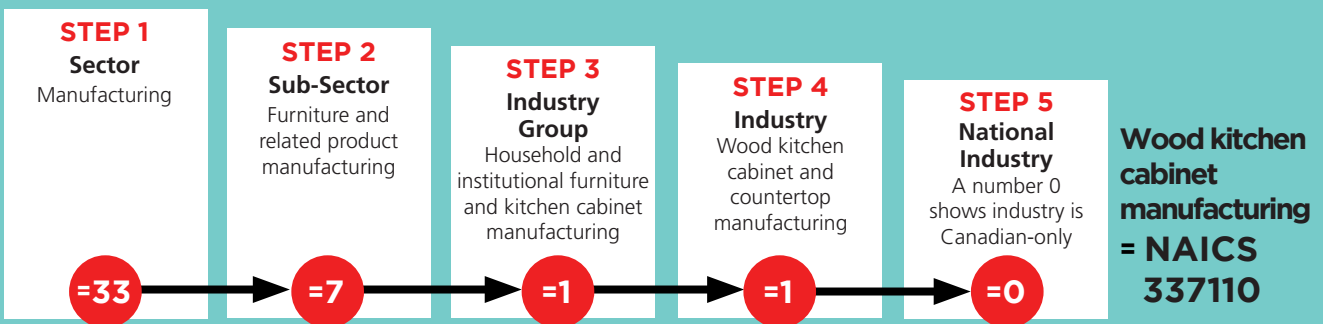 STEP 1
Sector
Manufacturing
=33
STEP 2
Sub-Sector
Furniture and
related product
manufacturing
=7
STEP 3
Industry
Group
Household and
institutional furniture
and kitchen cabinet
manufacturing
=1
STEP 4
Industry
Wood kitchen
cabinet and
countertop
manufacturing
=1
STEP 5
National
Industry
A number 0
shows industry is
Canadian-only
=0
Wood kitchen
cabinet
manufacturing
= NAICS
337110